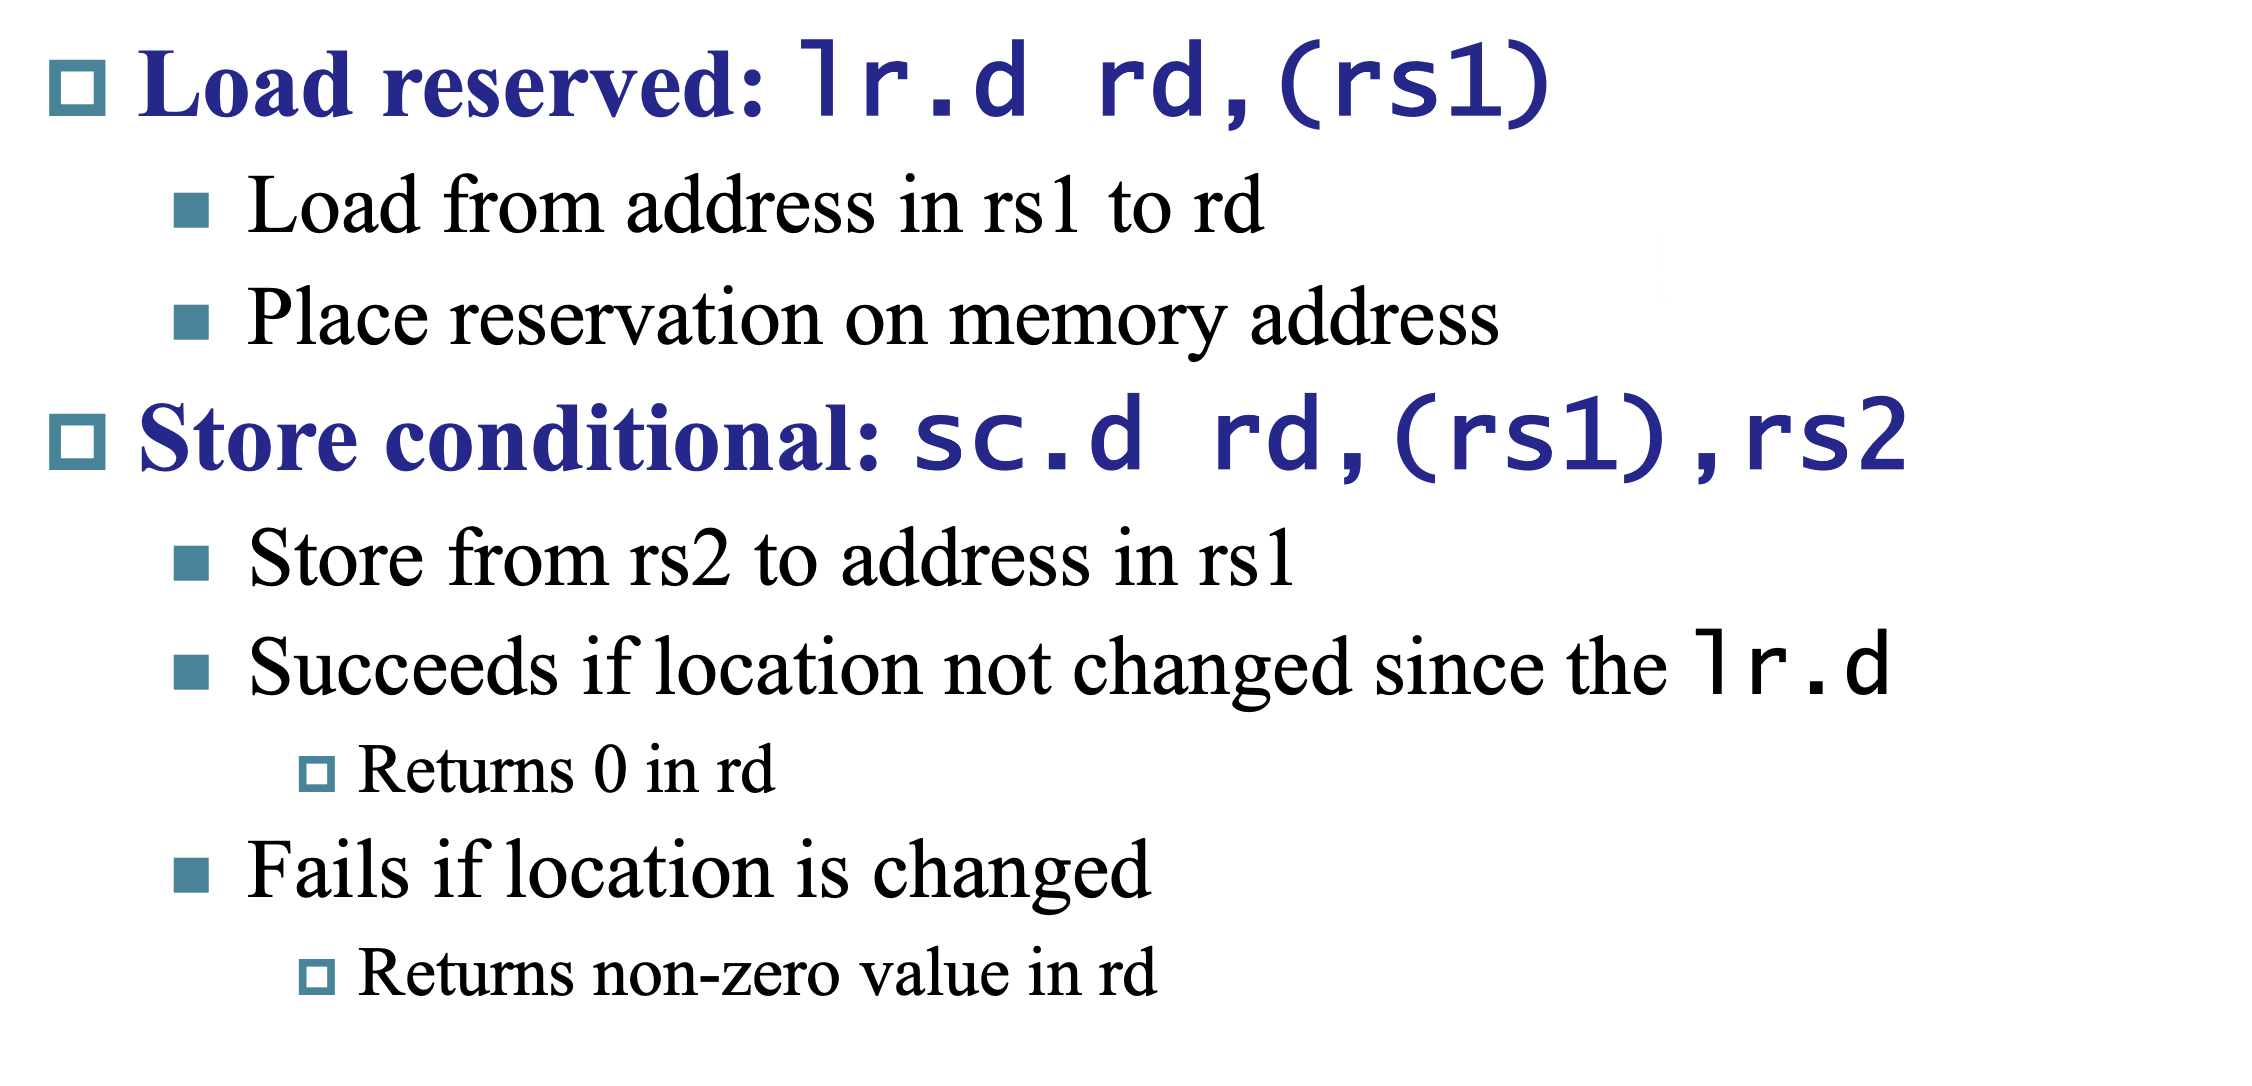 Load reserved: lr.d rd,(rs1)
Load from address in rs1 to rd
Place reservation on memory address
Store conditional: sc.d rd,(rs1),rs2
Store from rs2 to address in rs1
Succeeds if location not changed since the lr.d
Returns 0 in rd
Fails if location is changed
Returns non-zero value in rd